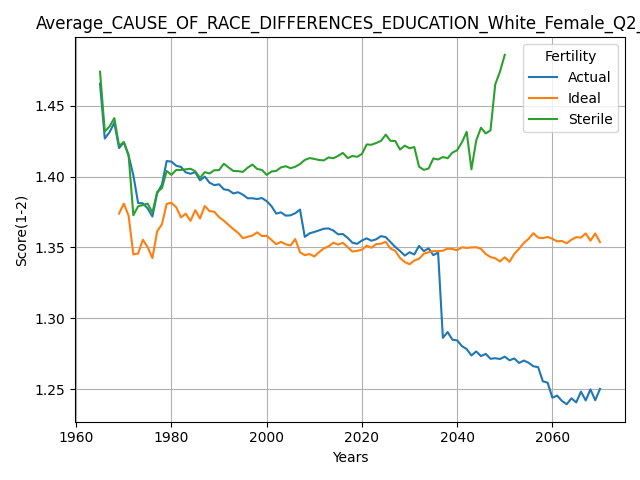 Average_CAUSE_OF_RACE_DIFFERENCES_EDUCATION_White_Female_Q2_
Fertility
Actual
Ideal
Sterile
Score(1-2)
1.45
1.40
1.35
1.30
1.25
1960 1980 2000 2020 2040 2060
Years